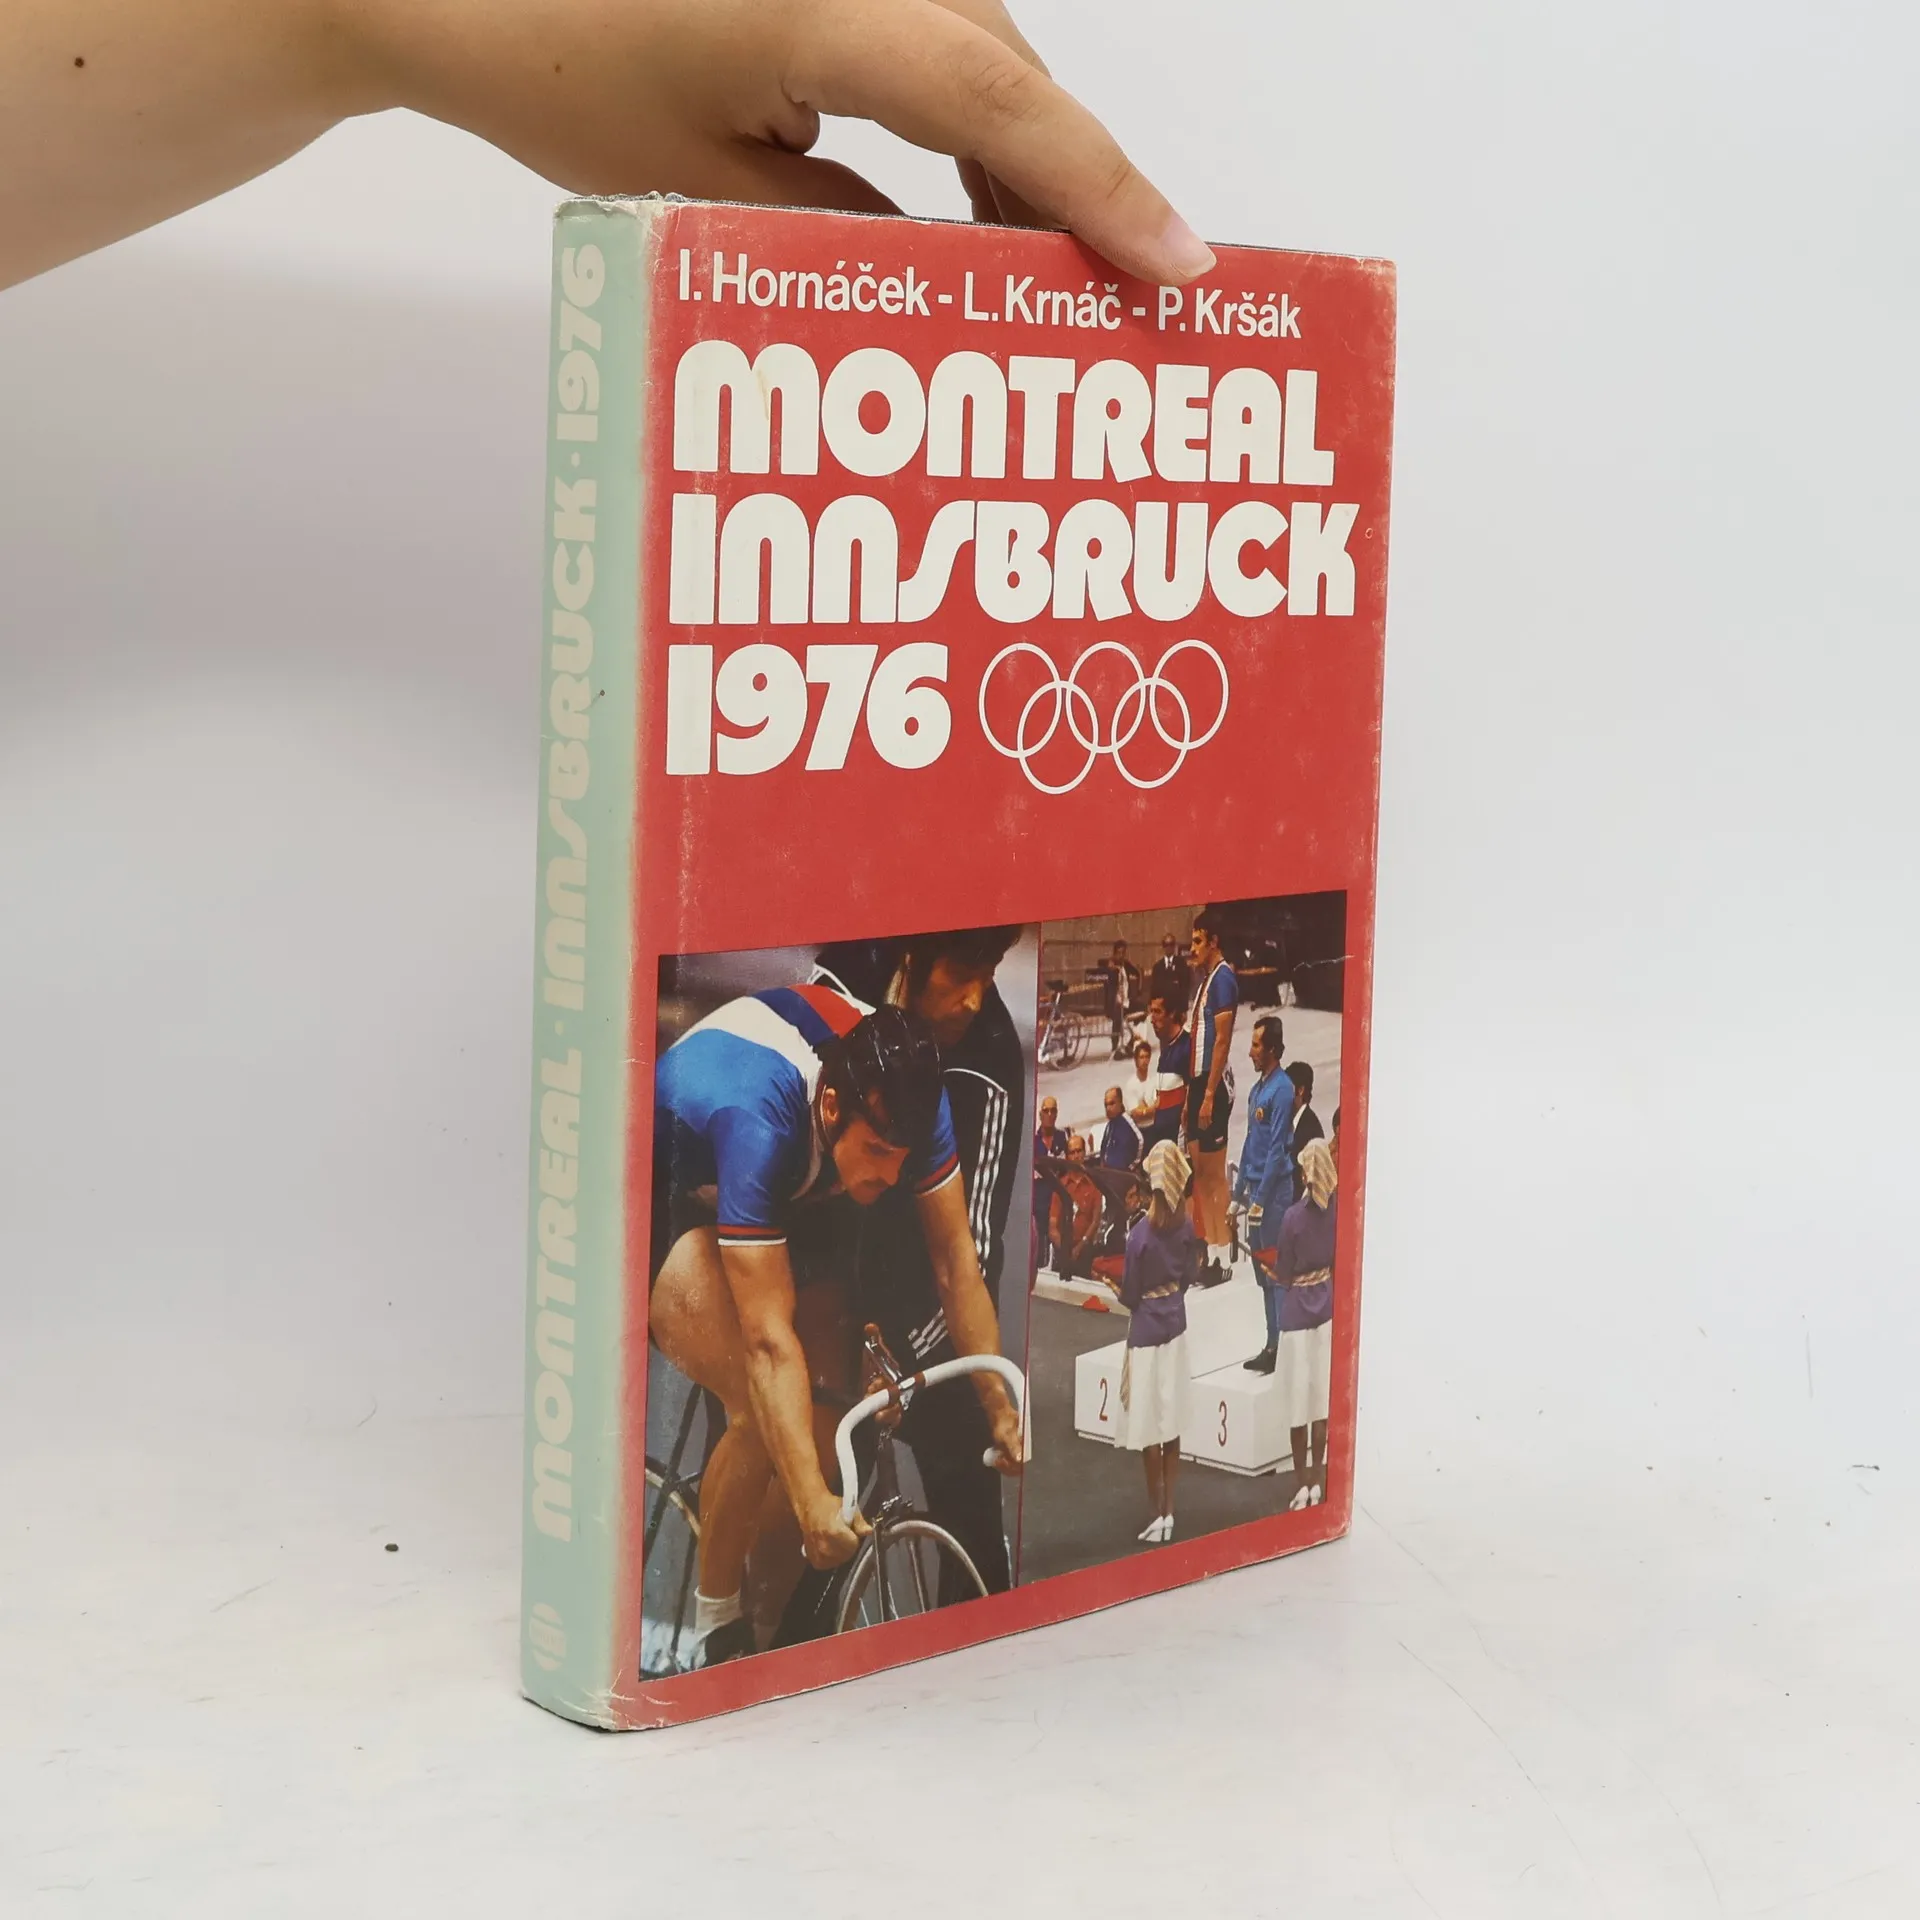 I. Hornáček - L. Krnáč - P. Kršák
MONTREAL
INNSBRUCK
1976
MONTREAL·INNSBRUCK·1976
2
3